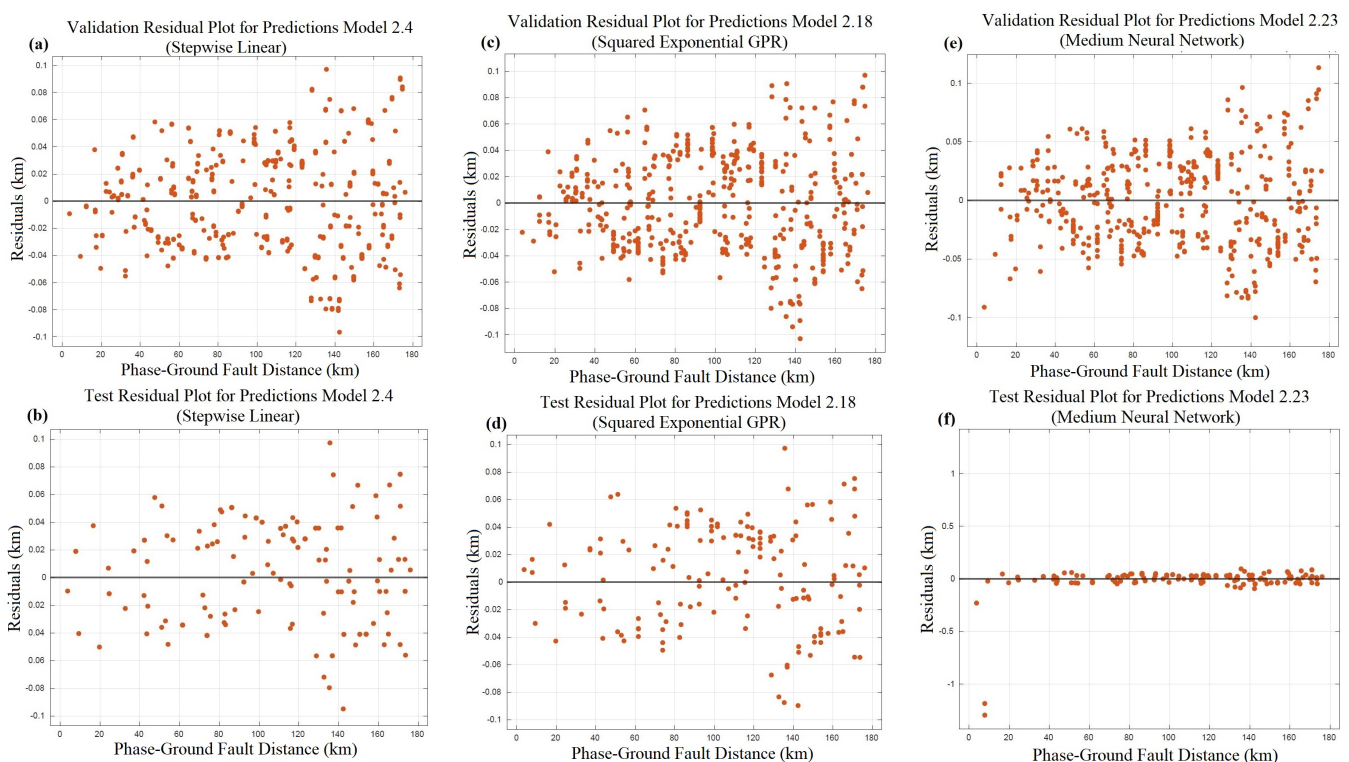 Validation Residual Plot for Predictions Model 2.4
(a)
(Stepwise Linear)
0.1
0.08
0.06
0.04
0.02
0
-0.02
-0.04
-0.06
-0.08
-0.1
Residuals (km)
0 20 40 60 80 100 120 140 160 180
Phase-Ground Fault Distance (km)
Validation Residual Plot for Predictions Model 2.18
(c)
(Squared Exponential GPR)
0.1
0.08
0.06
0.04
0.02
0
-0.02
-0.04
-0.06
-0.08
-0.1
Residuals (km)
0 20 40 60 80 100 120 140 160 180
Phase-Ground Fault Distance (km)
Validation Residual Plot for Predictions Model 2.23
(e)
(Medium Neural Network)
0.1
0.05
0
-0.05
-0.1
Residuals (km)
0 20 40 60 80 100 120 140 160 180
Phase-Ground Fault Distance (km)
Test Residual Plot for Predictions Model 2.4
(b)
(Stepwise Linear)
0.1
0.08
0.06
0.04
0.02
0
0.02
0.04
0.06
-0.08
-0.1
Residuals (km)
0 20 40 60 80 100 120 140 160 180
Phase-Ground Fault Distance (km)
Test Residual Plot for Predictions Model 2.18
(d)
(Squared Exponential GPR)
0.1
0.08
0.06
0.04
0.02
0
-0.02
-0.04
-0.06
-0.08
-0.1
Residuals (km)
0 20 40 60 80 100 120 140 160 180
Phase-Ground Fault Distance (km)
Test Residual Plot for Predictions Model 2.23
(f)
(Medium Neural Network)
1
0.5
0
-0.5
-1
Residuals (km)
0 20 40 60 80 100 120 140 160 180
Phase-Ground Fault Distance (km)